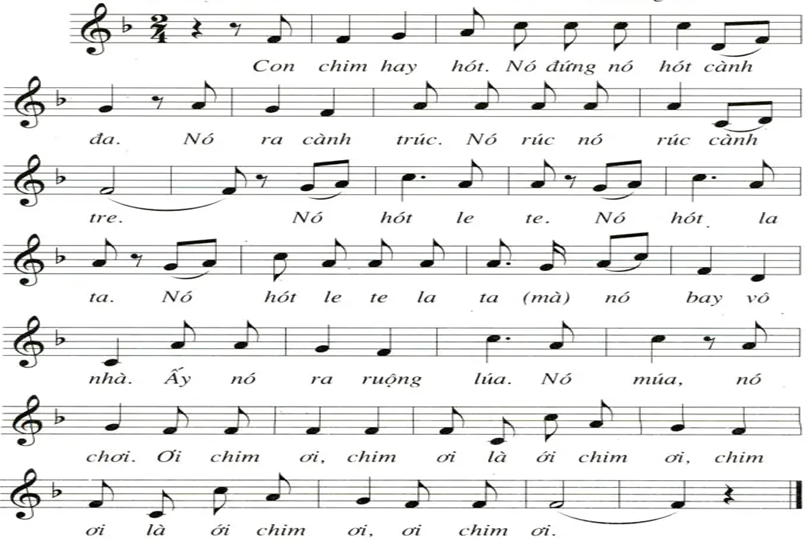 2
4
Con chim hay hót. Nó đứng nó hót cành
đa. Nó ra cành trúc. Nó rúc nó rúc cành
tre. Nó hót le te. Nó hót la
ta. Nó hót le te la ta (mà) nó bay vô
nhà. Ấy nó ra ruộng lúa. Nó múa, nó
chơi. Ơi chim ơi, chim ơi là ới chim ơi, chim
ơi là ới chim ơi, ơi chim ơi.